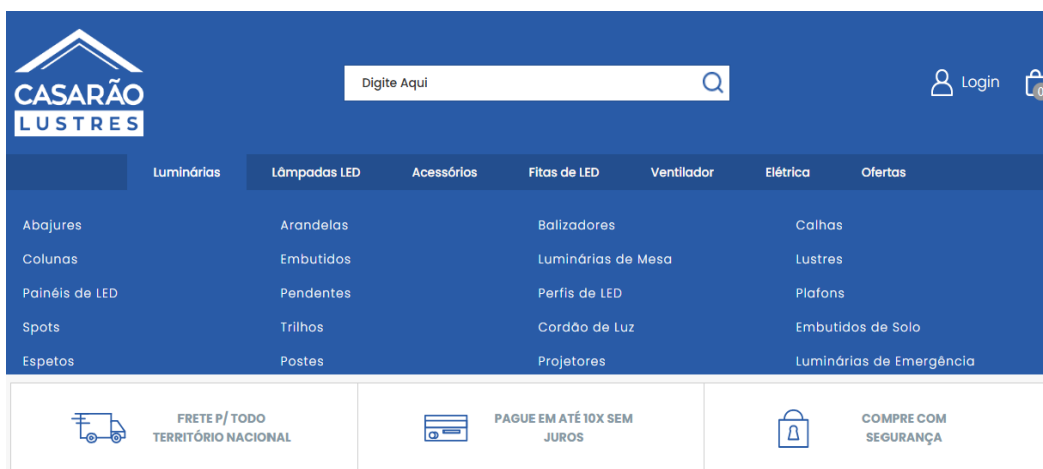 CASARÃO
LUSTRES
Digite Aqui
Login
0
Luminárias Lâmpadas LED Acessórios Fitas de LED Ventilador Elétrica Ofertas
Abajures Arandelas Balizadores Calhas
Colunas Embutidos Luminárias de Mesa Lustres
Painéis de LED Pendentes Perfis de LED Plafons
Spots Trilhos Cordão de Luz Embutidos de Solo
Espetos Postes Projetores Luminárias de Emergência
FRETE P/ TODO
TERRITÓRIO NACIONAL
PAGUE EM ATÉ 10X SEM
JUROS
COMPRE COM
SEGURANÇA